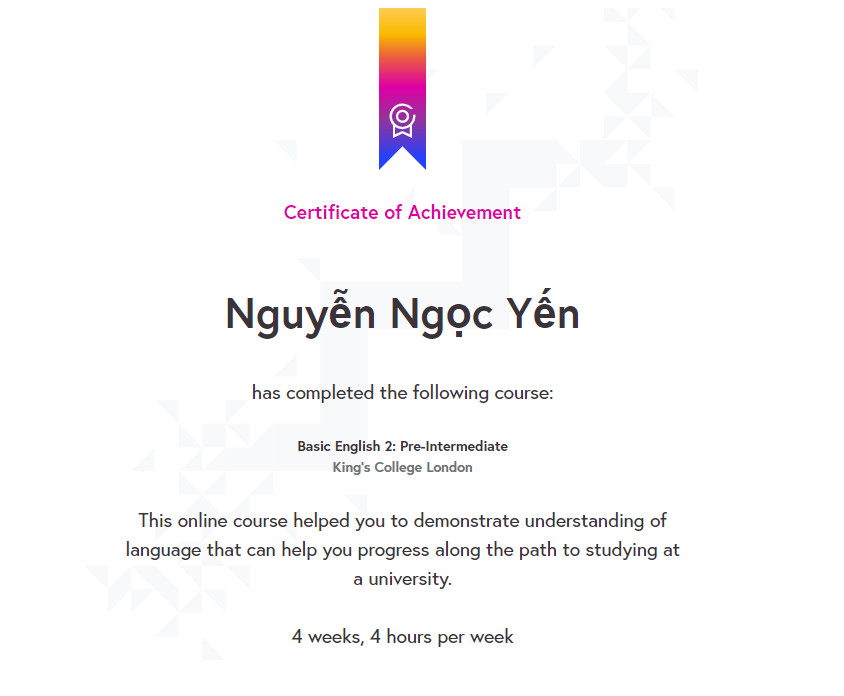 Certificate of Achievement
Nguyễn Ngọc Yến
has completed the following course:
Basic English 2: Pre-Intermediate
King's College London
This online course helped you to demonstrate understanding of
language that can help you progress along the path to studying at
a university.
4 weeks, 4 hours per week